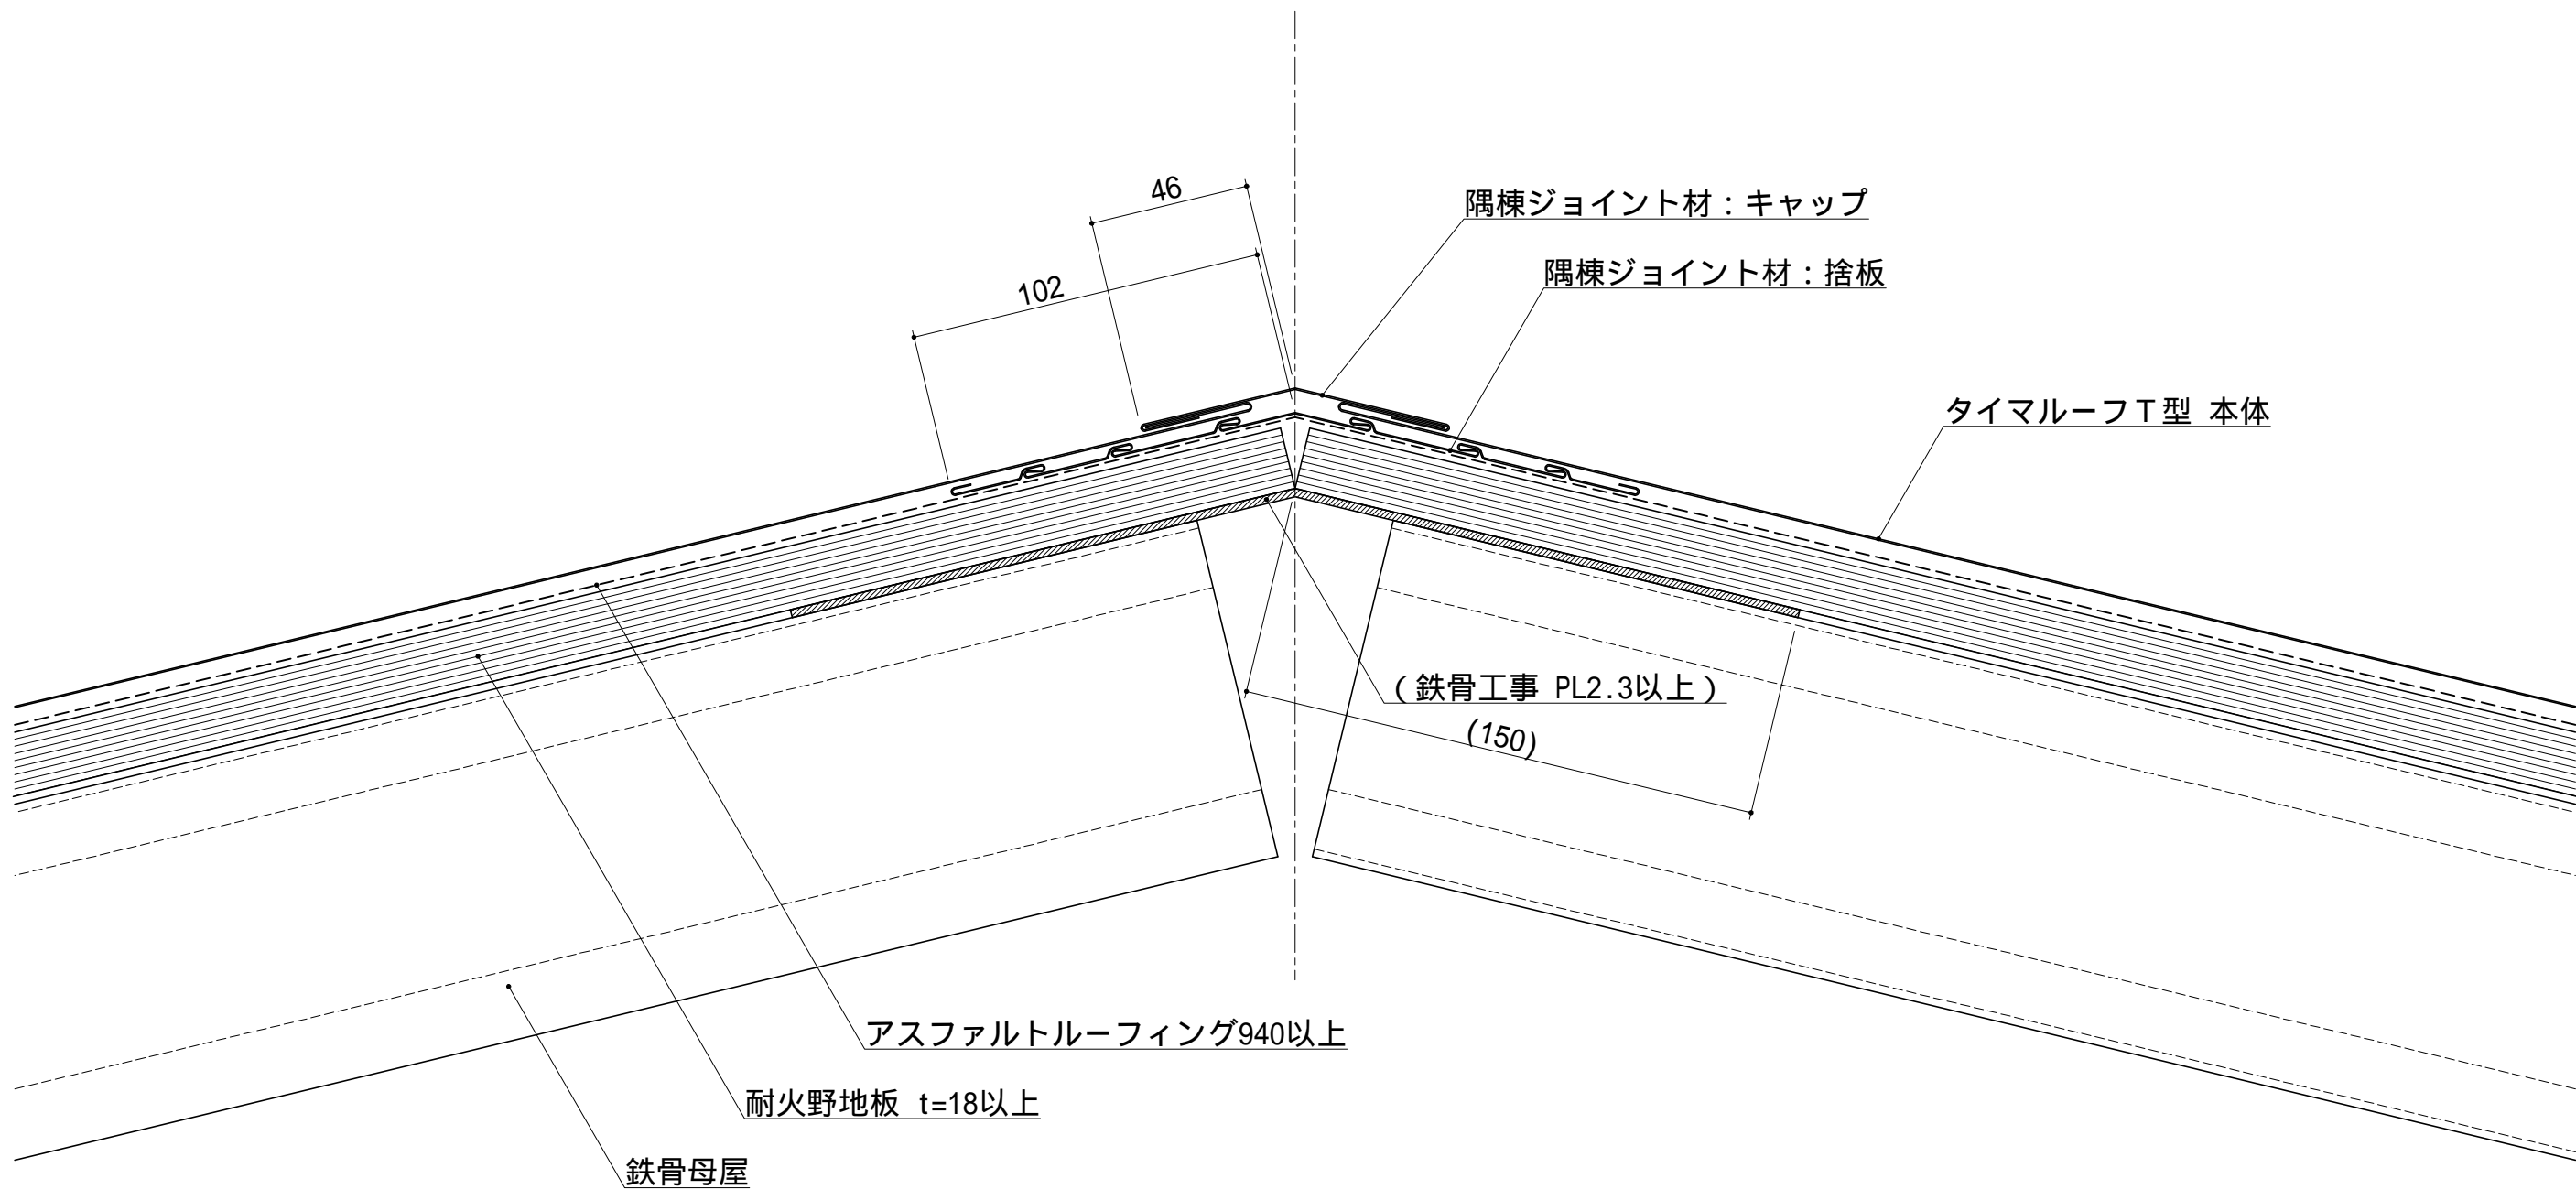 46
隅棟ジョイント材：キャップ
102
隅棟ジョイント材：捨板
タイマルーフＴ型 本体
（鉄骨工事 PL2.3以上）
(150)
アスファルトルーフィング940以上
耐火野地板 t=18以上
鉄骨母屋